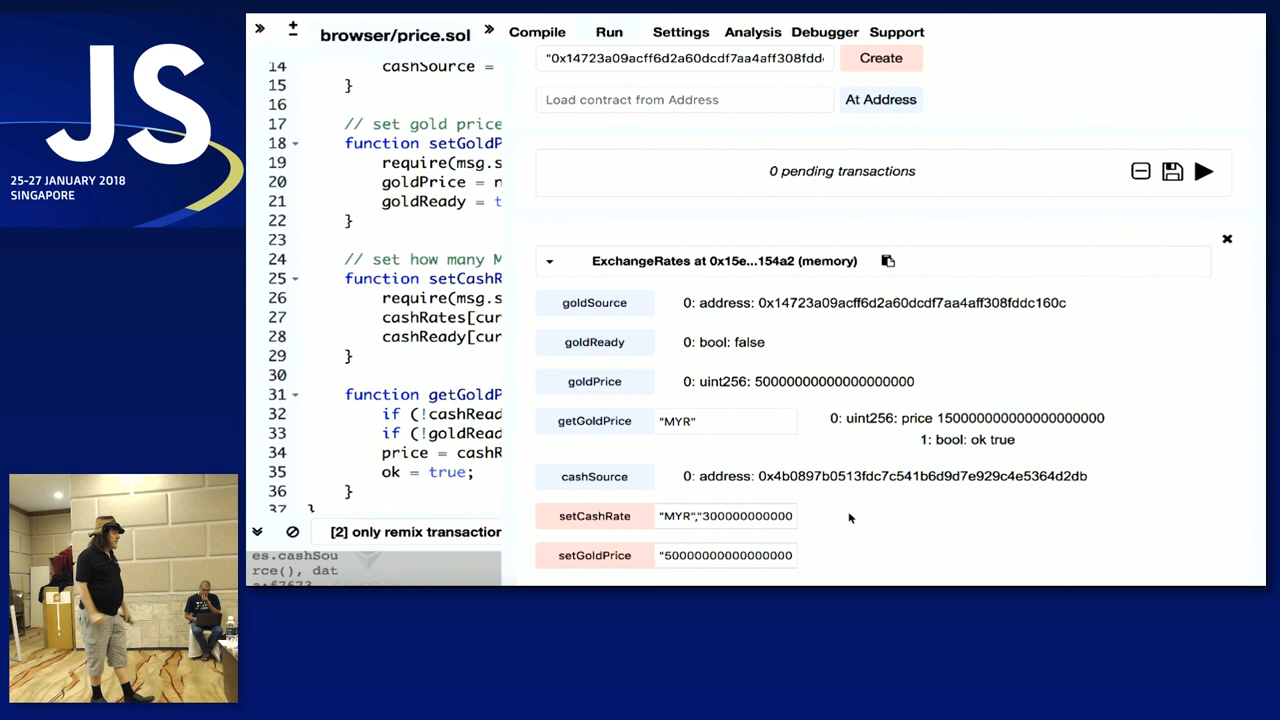 JS
25-27 JANUARY 2018
SINGAPORE
browser/price.sol
Compile
Run
Settings
Analysis
Debugger
Support
14 cashSource =
15 }
16
17 // set gold price
18 function setGoldP
19 require(msg.s
20 goldPrice = n
21 goldReady = t
22 }
23
24 // set how many M
25 function setCashR
26 require(msg.s
27 cashRates[cur
28 cashReady[cur
29 }
30
31 function getGoldP
32 if (!cashRead
33 if (!goldRead
34 price = cashR
35 ok = true;
36 }
37 }
[2] only remix transaction
es.cashSou
rce(), dat
"0x14723a09acff6d2a60dcdf7aa4aff308fdd
Create
Load contract from Address
At Address
0 pending transactions
ExchangeRates at 0x15e...154a2 (memory)
goldSource 0: address: 0x14723a09acff6d2a60dcdf7aa4aff308fddc160c
goldReady 0: bool: false
goldPrice 0: uint256: 50000000000000000000
getGoldPrice "MYR" 0: uint256: price 150000000000000000000
1: bool: ok true
cashSource 0: address: 0x4b0897b0513fdc7c541b6d9d7e929c4e5364d2db
setCashRate "MYR","300000000000
setGoldPrice "50000000000000000